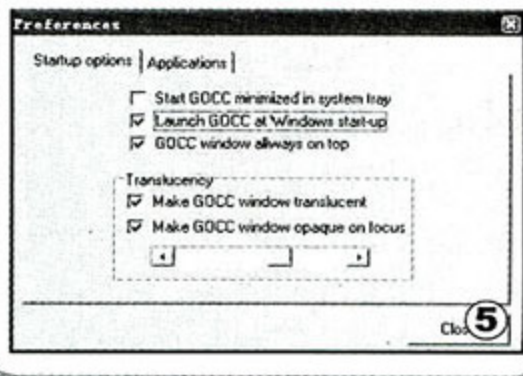 Preferences
Startup options Applications
Start GOCC minimized in system tray
Launch GOCC at Windows start-up
GOCC window allways on top
Translucency
Make GOCC window translucent
Make GOCC window opaque on focus
Clos
5